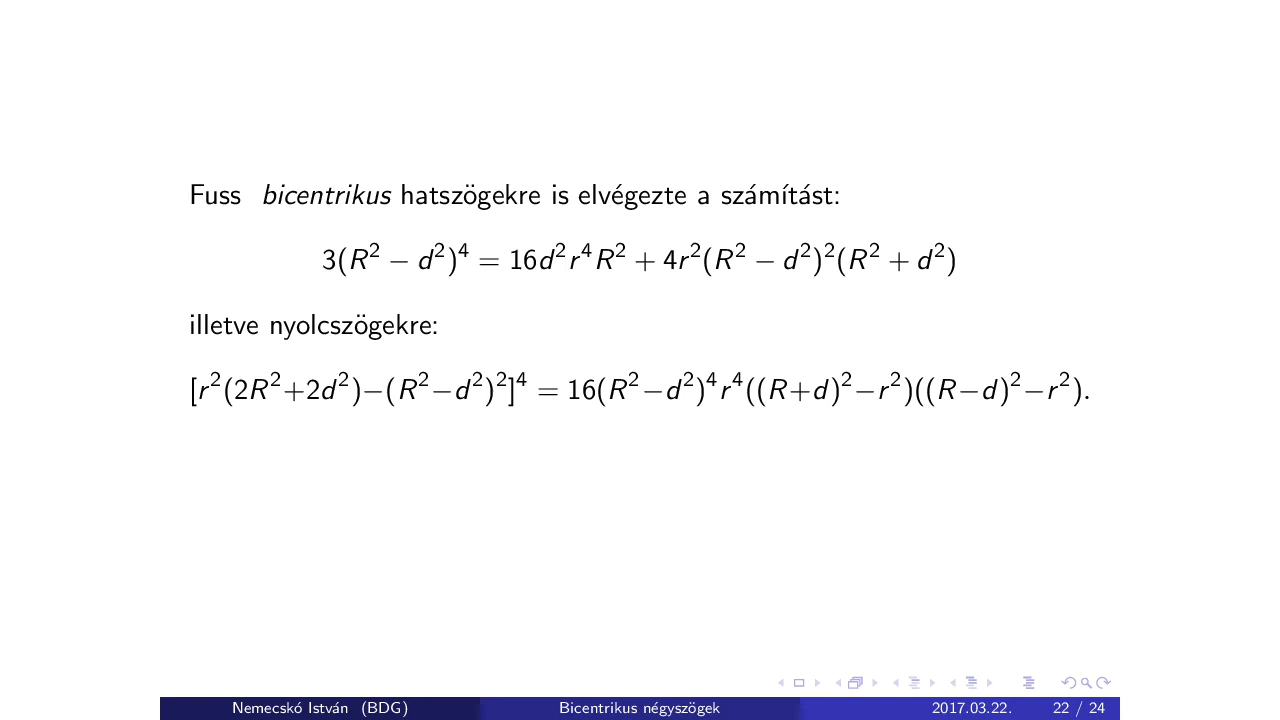 Fuss bicentrikus hatszögekre is elvégezte a számítást:
3(R² − d²)⁴ = 16d²r⁴R² + 4r²(R² − d²)²(R² + d²)
illetve nyolcszögekre:
[r²(2R²+2d²)−(R²−d²)²]⁴ = 16(R²−d²)⁴r⁴((R+d)²−r²)((R−d)²−r²).
Nemecskó István (BDG) Bicentrikus négyszögek 2017.03.22. 22 / 24